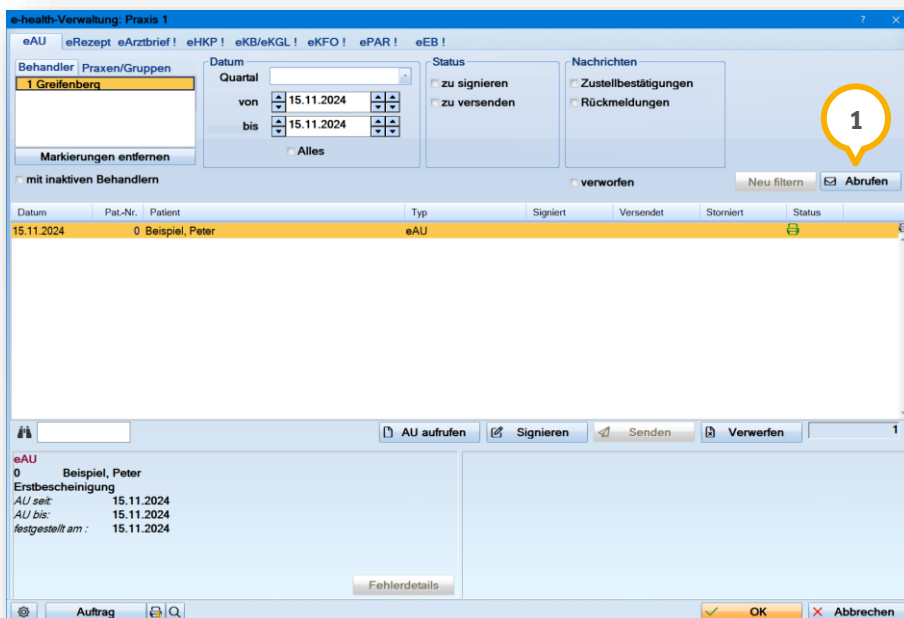 e-health-Verwaltung: Praxis 1 ? ×
eAU eRezept eArztbrief ! eHKP ! eKB/eKGL ! eKFO ! ePAR ! eEB !
Behandler Praxen/Gruppen
1 Greifenberg
Markierungen entfernen
mit inaktiven Behandlern
Datum
Quartal
von 15.11.2024
bis 15.11.2024
Alles
Status
zu signieren
zu versenden
Nachrichten
Zustellbestätigungen
Rückmeldungen
1
verworfen Neu filtern Abrufen
Datum Pat.-Nr. Patient Typ Signiert Versendet Storniert Status
15.11.2024 0 Beispiel, Peter eAU
AU aufrufen Signieren Senden Verwerfen 1
eAU
0 Beispiel, Peter
Erstbescheinigung
AU seit: 15.11.2024
AU bis: 15.11.2024
festgestellt am : 15.11.2024
Fehlerdetails
Auftrag OK Abbrechen